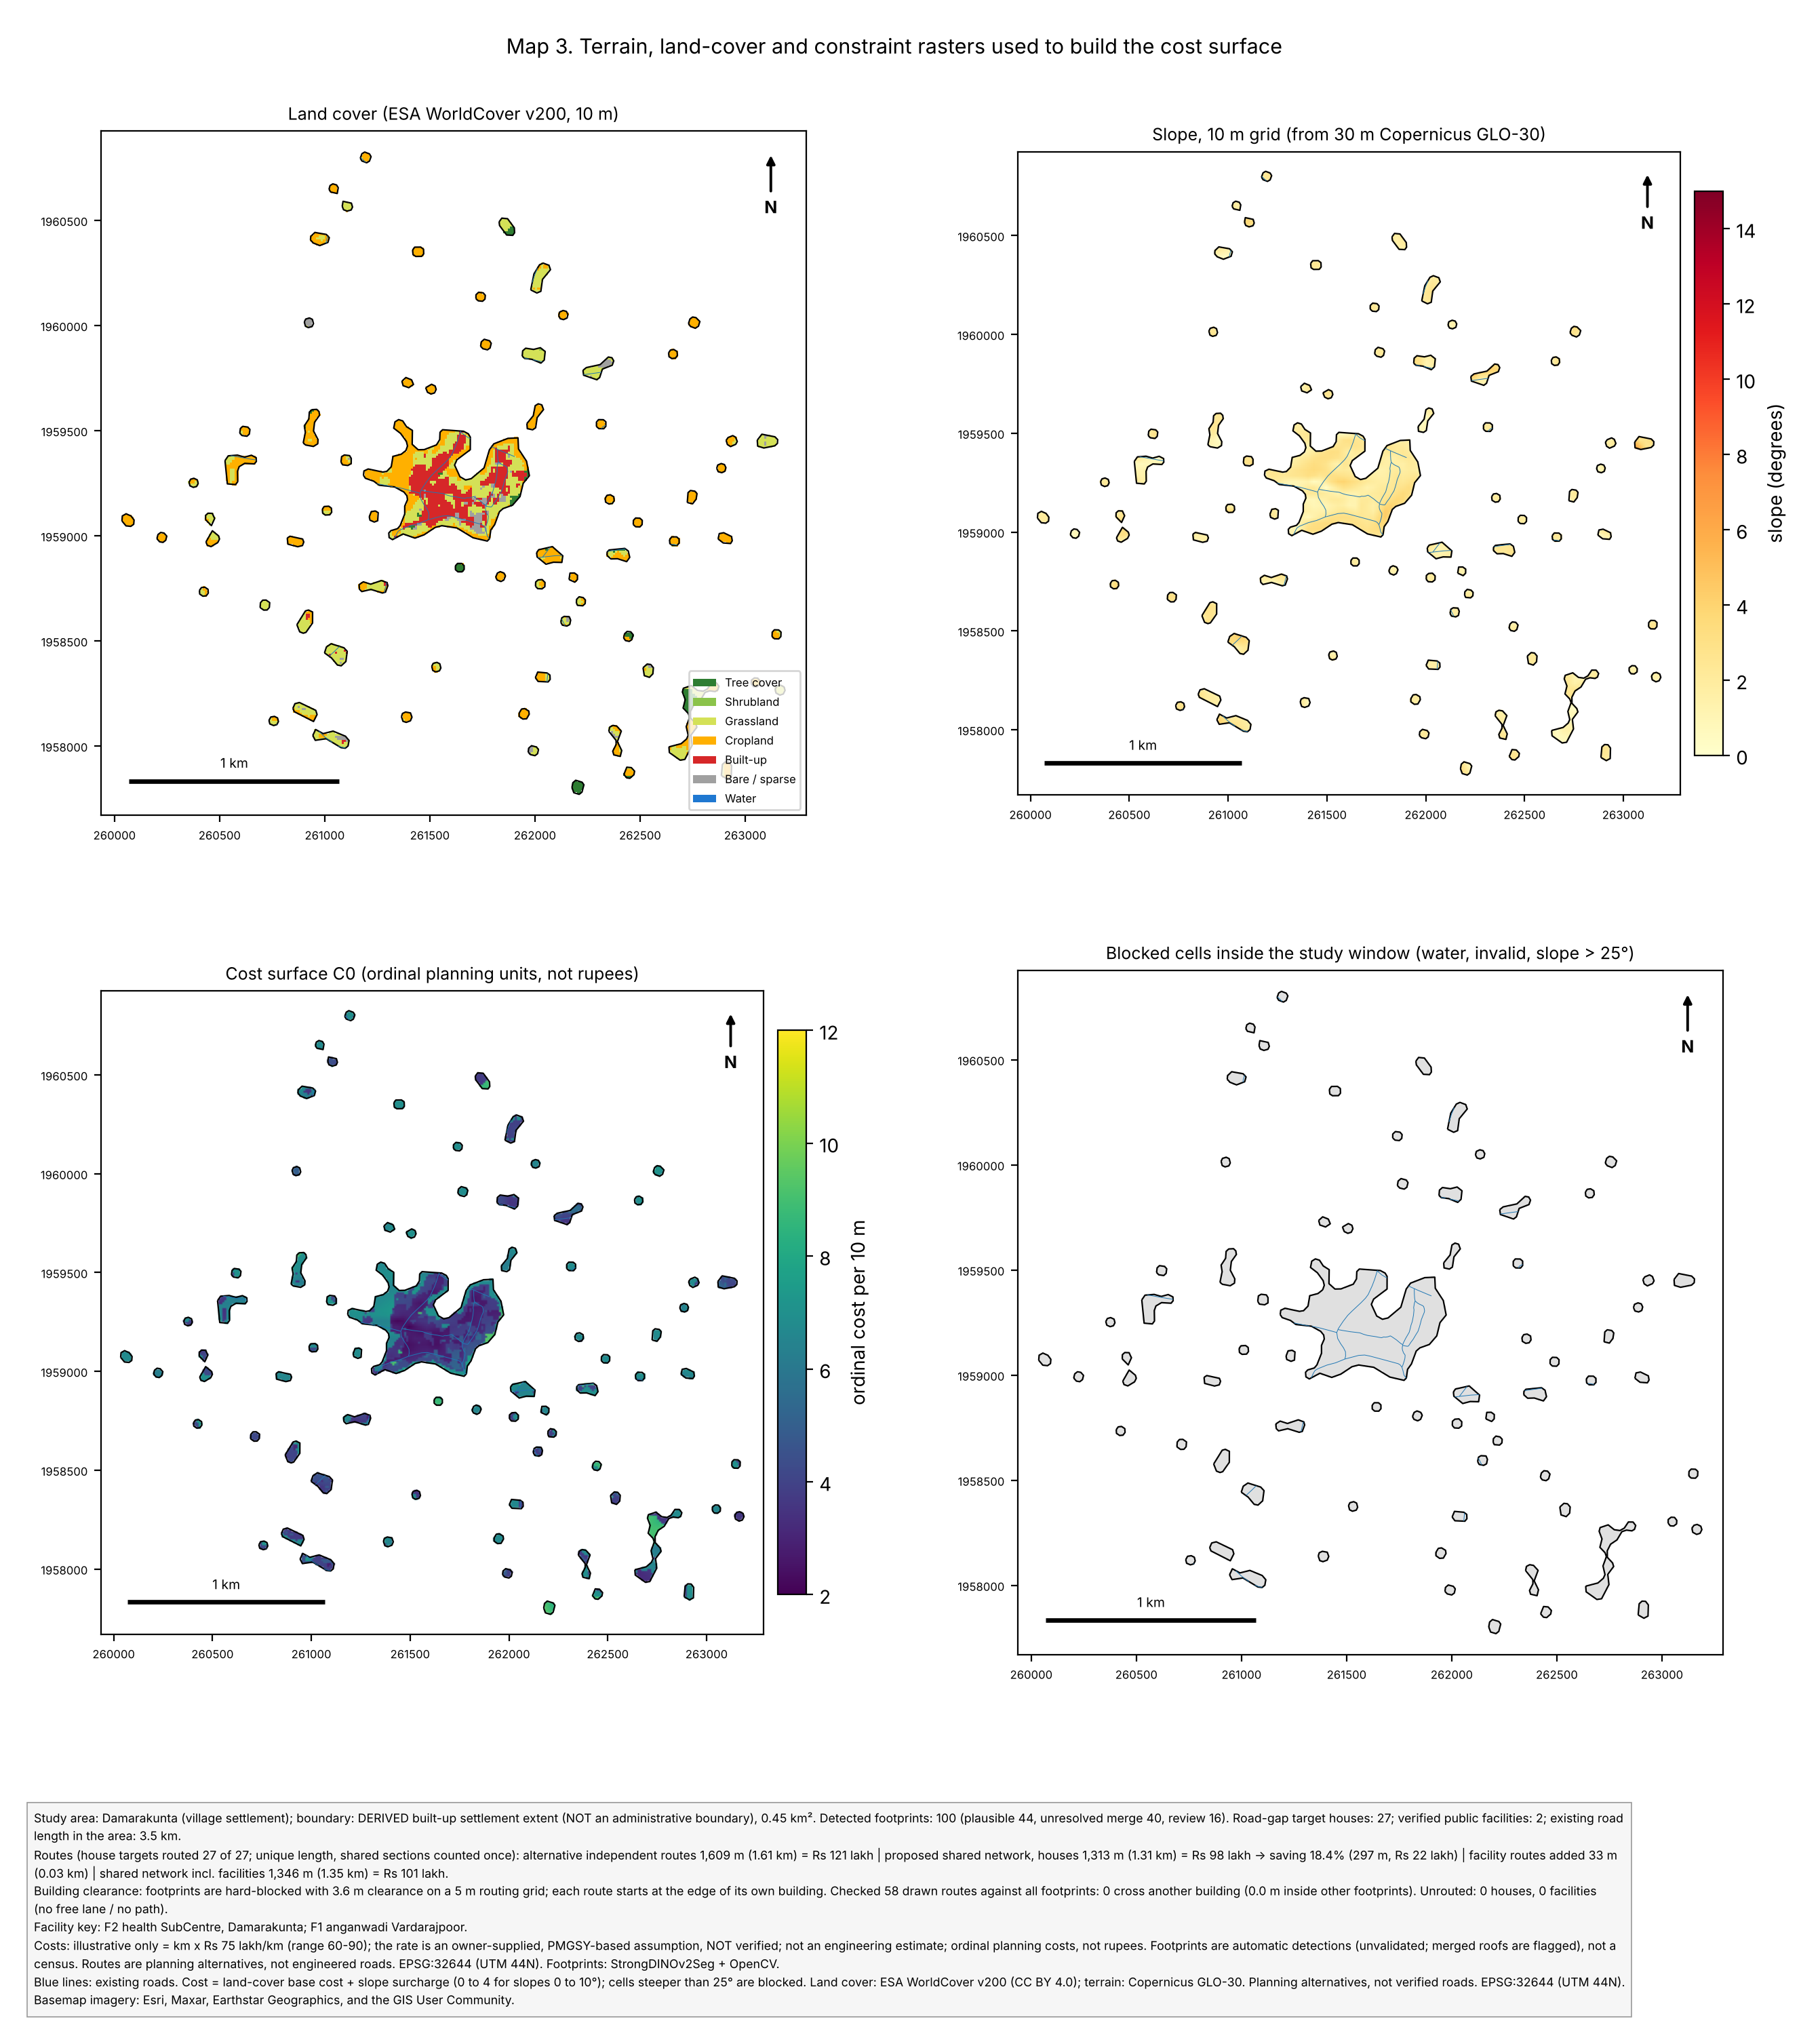 Map 3. Terrain, land-cover and constraint rasters used to build the cost surface
Land cover (ESA WorldCover v200, 10 m)
N
1960500
1960000
1959500
1959000
1958500
1958000
1 km
Tree cover
Shrubland
Grassland
Cropland
Built-up
Bare / sparse
Water
260000 260500 261000 261500 262000 262500 263000
Slope, 10 m grid (from 30 m Copernicus GLO-30)
N
1960500
1960000
1959500
1959000
1958500
1958000
1 km
260000 260500 261000 261500 262000 262500 263000
14
12
10
8
6
4
2
0
slope (degrees)
Cost surface C0 (ordinal planning units, not rupees)
N
1960500
1960000
1959500
1959000
1958500
1958000
1 km
260000 260500 261000 261500 262000 262500 263000
12
10
8
6
4
2
ordinal cost per 10 m
Blocked cells inside the study window (water, invalid, slope > 25°)
N
1960500
1960000
1959500
1959000
1958500
1958000
1 km
260000 260500 261000 261500 262000 262500 263000
Study area: Damarakunta (village settlement); boundary: DERIVED built-up settlement extent (NOT an administrative boundary), 0.45 km². Detected footprints: 100 (plausible 44, unresolved merge 40, review 16). Road-gap target houses: 27; verified public facilities: 2; existing road
length in the area: 3.5 km.
Routes (house targets routed 27 of 27; unique length, shared sections counted once): alternative independent routes 1,609 m (1.61 km) = Rs 121 lakh | proposed shared network, houses 1,313 m (1.31 km) = Rs 98 lakh → saving 18.4% (297 m, Rs 22 lakh) | facility routes added 33 m
(0.03 km) | shared network incl. facilities 1,346 m (1.35 km) = Rs 101 lakh.
Building clearance: footprints are hard-blocked with 3.6 m clearance on a 5 m routing grid; each route starts at the edge of its own building. Checked 58 drawn routes against all footprints: 0 cross another building (0.0 m inside other footprints). Unrouted: 0 houses, 0 facilities
(no free lane / no path).
Facility key: F2 health SubCentre, Damarakunta; F1 anganwadi Vardarajpoor.
Costs: illustrative only = km x Rs 75 lakh/km (range 60-90); the rate is an owner-supplied, PMGSY-based assumption, NOT verified; not an engineering estimate; ordinal planning costs, not rupees. Footprints are automatic detections (unvalidated; merged roofs are flagged), not a
census. Routes are planning alternatives, not engineered roads. EPSG:32644 (UTM 44N). Footprints: StrongDINOv2Seg + OpenCV.
Blue lines: existing roads. Cost = land-cover base cost + slope surcharge (0 to 4 for slopes 0 to 10°); cells steeper than 25° are blocked. Land cover: ESA WorldCover v200 (CC BY 4.0); terrain: Copernicus GLO-30. Planning alternatives, not verified roads. EPSG:32644 (UTM 44N).
Basemap imagery: Esri, Maxar, Earthstar Geographics, and the GIS User Community.